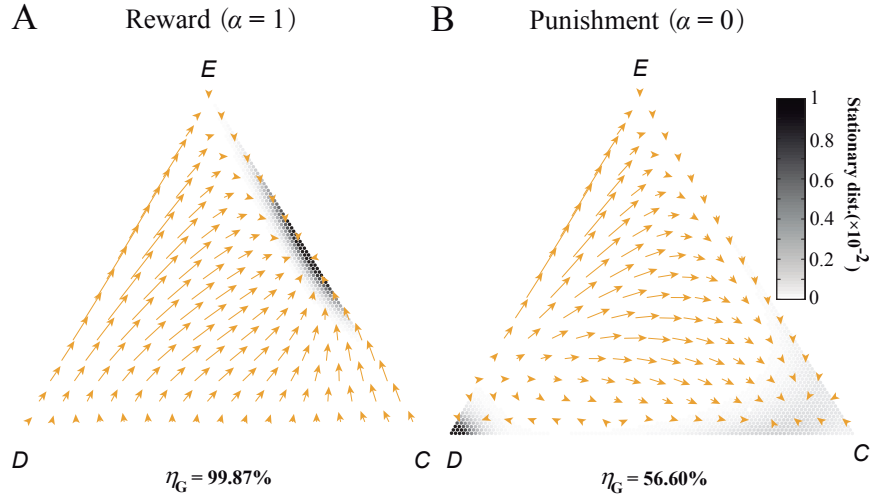 A
Reward (α = 1)
E
D
C
η_G = 99.87%
B
Punishment (α = 0)
E
D
C
η_G = 56.60%
1
0.8
0.6
0.4
0.2
0
Stationary dist.(×10⁻²)